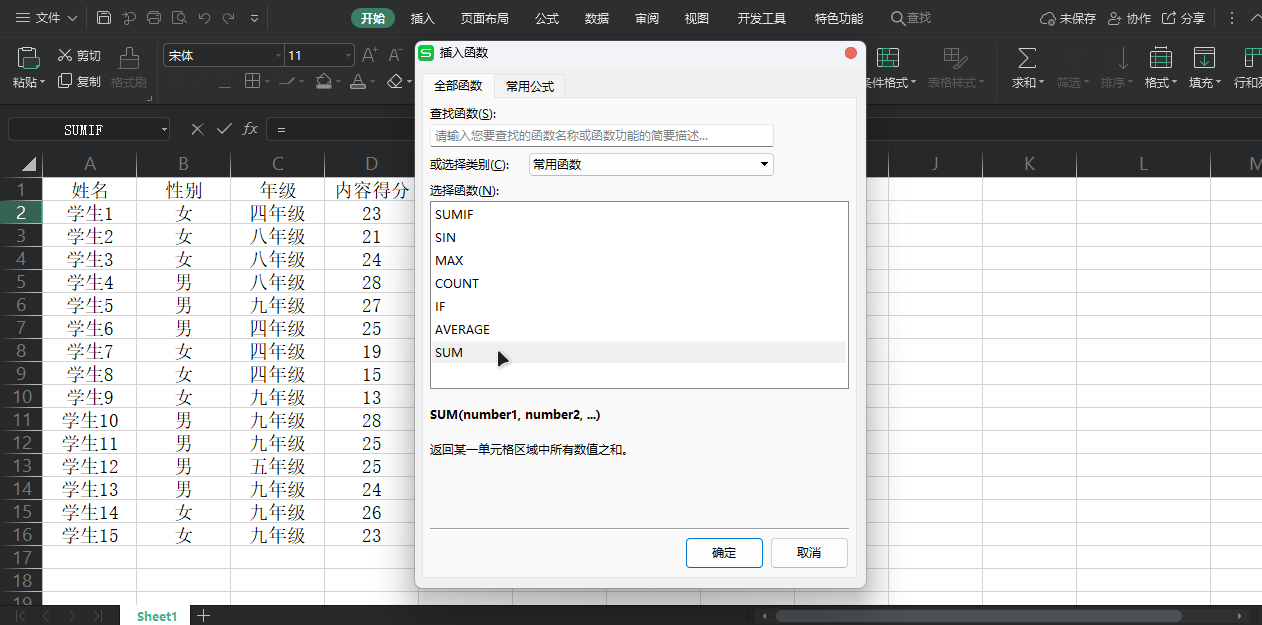 文件 开始 插入 页面布局 公式 数据 审阅 视图 开发工具 特色功能 查找 未保存 协作 分享
粘贴 剪切 复制 格式刷 宋体 11 A+ A- 条件格式 表格样式 求和 筛选 排序 格式 填充 行和列
SUMIF fx =
A B C D J K L M
1 姓名 性别 年级 内容得分
2 学生1 女 四年级 23
3 学生2 女 八年级 21
4 学生3 女 八年级 24
5 学生4 男 八年级 28
6 学生5 男 九年级 27
7 学生6 男 四年级 25
8 学生7 女 四年级 19
9 学生8 女 四年级 15
10 学生9 女 九年级 13
11 学生10 男 九年级 28
12 学生11 男 九年级 25
13 学生12 男 五年级 25
14 学生13 男 九年级 24
15 学生14 女 九年级 26
16 学生15 女 九年级 23
17
18
19
Sheet1
插入函数
全部函数 常用公式
查找函数(S):
请输入您要查找的函数名称或函数功能的简要描述...
或选择类别(C): 常用函数
选择函数(N):
SUMIF
SIN
MAX
COUNT
IF
AVERAGE
SUM
SUM(number1, number2, ...)
返回某一单元格区域中所有数值之和。
确定 取消